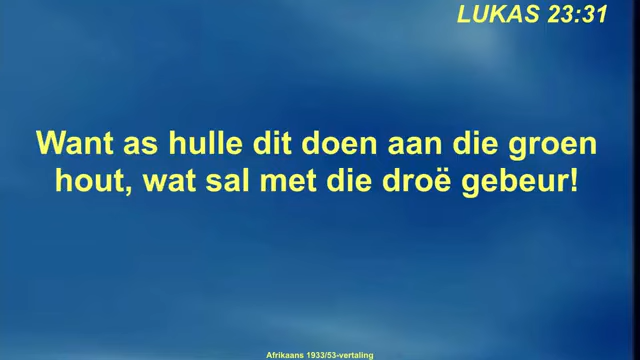 LUKAS 23:31
Want as hulle dit doen aan die groen
hout, wat sal met die droë gebeur!
Afrikaans 1933/53-vertaling